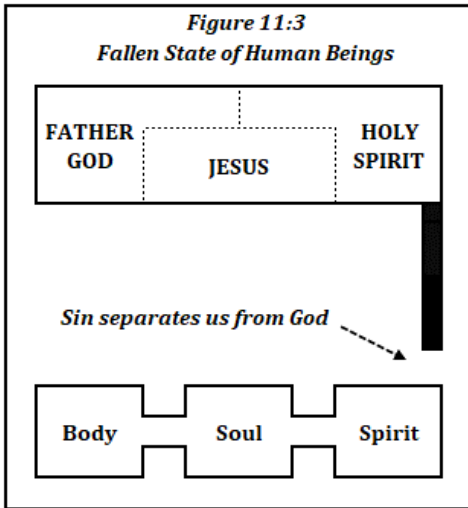 Figure 11:3
Fallen State of Human Beings
FATHER
GOD
JESUS
HOLY
SPIRIT
Sin separates us from God
Body
Soul
Spirit